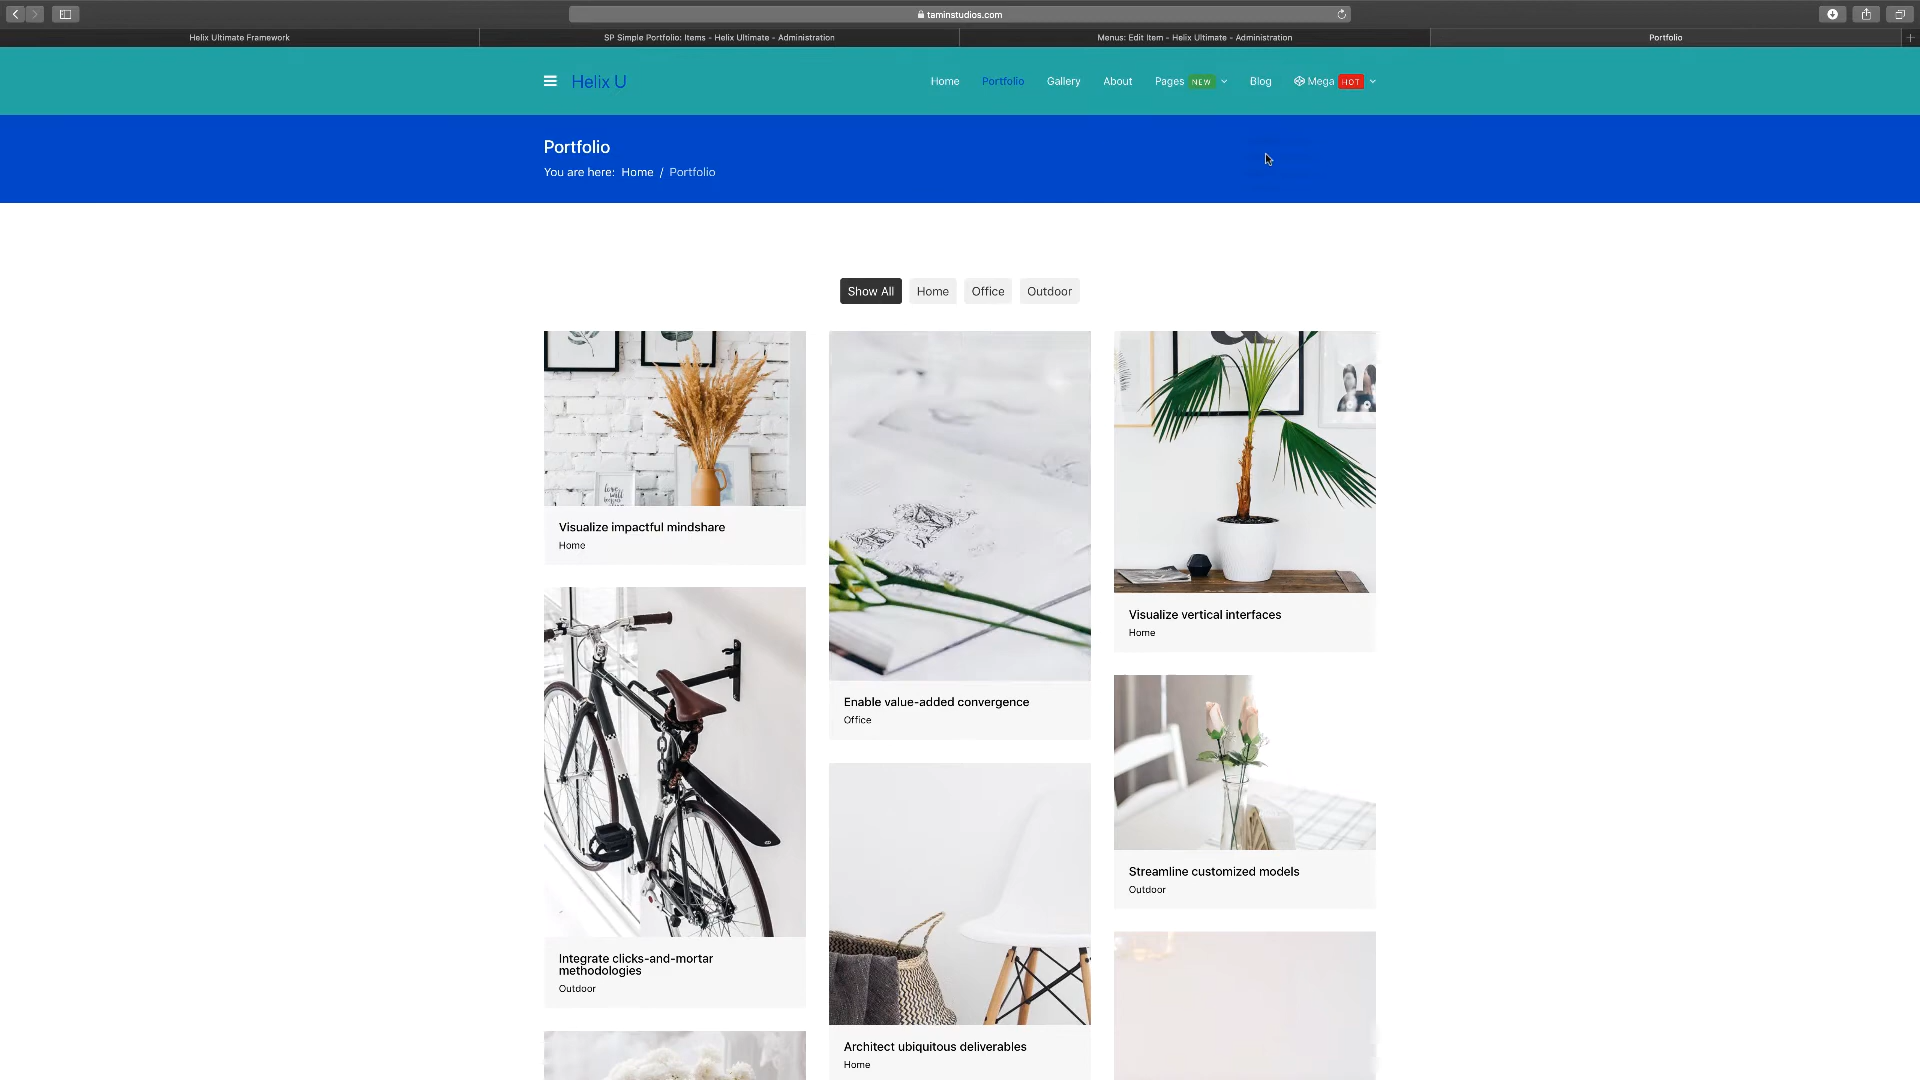 taminstudios.com
Helix Ultimate Framework
SP Simple Portfolio: Items - Helix Ultimate - Administration
Menus: Edit Item - Helix Ultimate - Administration
Portfolio
Helix U
Home
Portfolio
Gallery
About
Pages NEW
Blog
Mega HOT
Portfolio
You are here: Home / Portfolio
Show All
Home
Office
Outdoor
Visualize impactful mindshare
Home
Integrate clicks-and-mortar
methodologies
Outdoor
Enable value-added convergence
Office
Architect ubiquitous deliverables
Home
Visualize vertical interfaces
Home
Streamline customized models
Outdoor